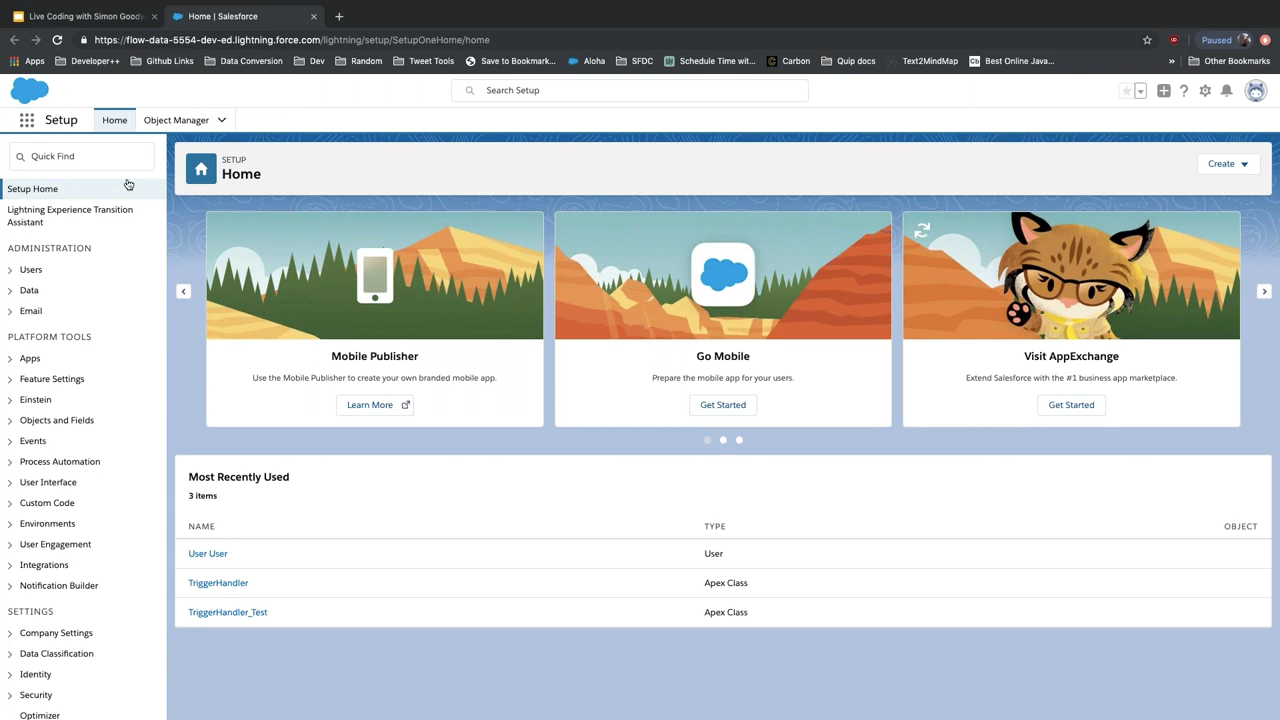 Live Coding with Simon Goody
Home | Salesforce
https://flow-data-5554-dev-ed.lightning.force.com/lightning/setup/SetupOneHome/home
Paused
Apps
Developer++
Github Links
Data Conversion
Dev
Random
Tweet Tools
Save to Bookmark...
Aloha
SFDC
Schedule Time wit...
Carbon
Quip docs
Text2MindMap
Best Online Java...
»
Other Bookmarks
Search Setup
Setup
Home
Object Manager
Quick Find
Setup Home
Lightning Experience Transition
Assistant
ADMINISTRATION
Users
Data
Email
PLATFORM TOOLS
Apps
Feature Settings
Einstein
Objects and Fields
Events
Process Automation
User Interface
Custom Code
Environments
User Engagement
Integrations
Notification Builder
SETTINGS
Company Settings
Data Classification
Identity
Security
Optimizer
SETUP
Home
Create
Mobile Publisher
Use the Mobile Publisher to create your own branded mobile app.
Learn More
Go Mobile
Prepare the mobile app for your users.
Get Started
Visit AppExchange
Extend Salesforce with the #1 business app marketplace.
Get Started
Most Recently Used
3 items
NAME TYPE OBJECT
User User User
TriggerHandler Apex Class
TriggerHandler_Test Apex Class